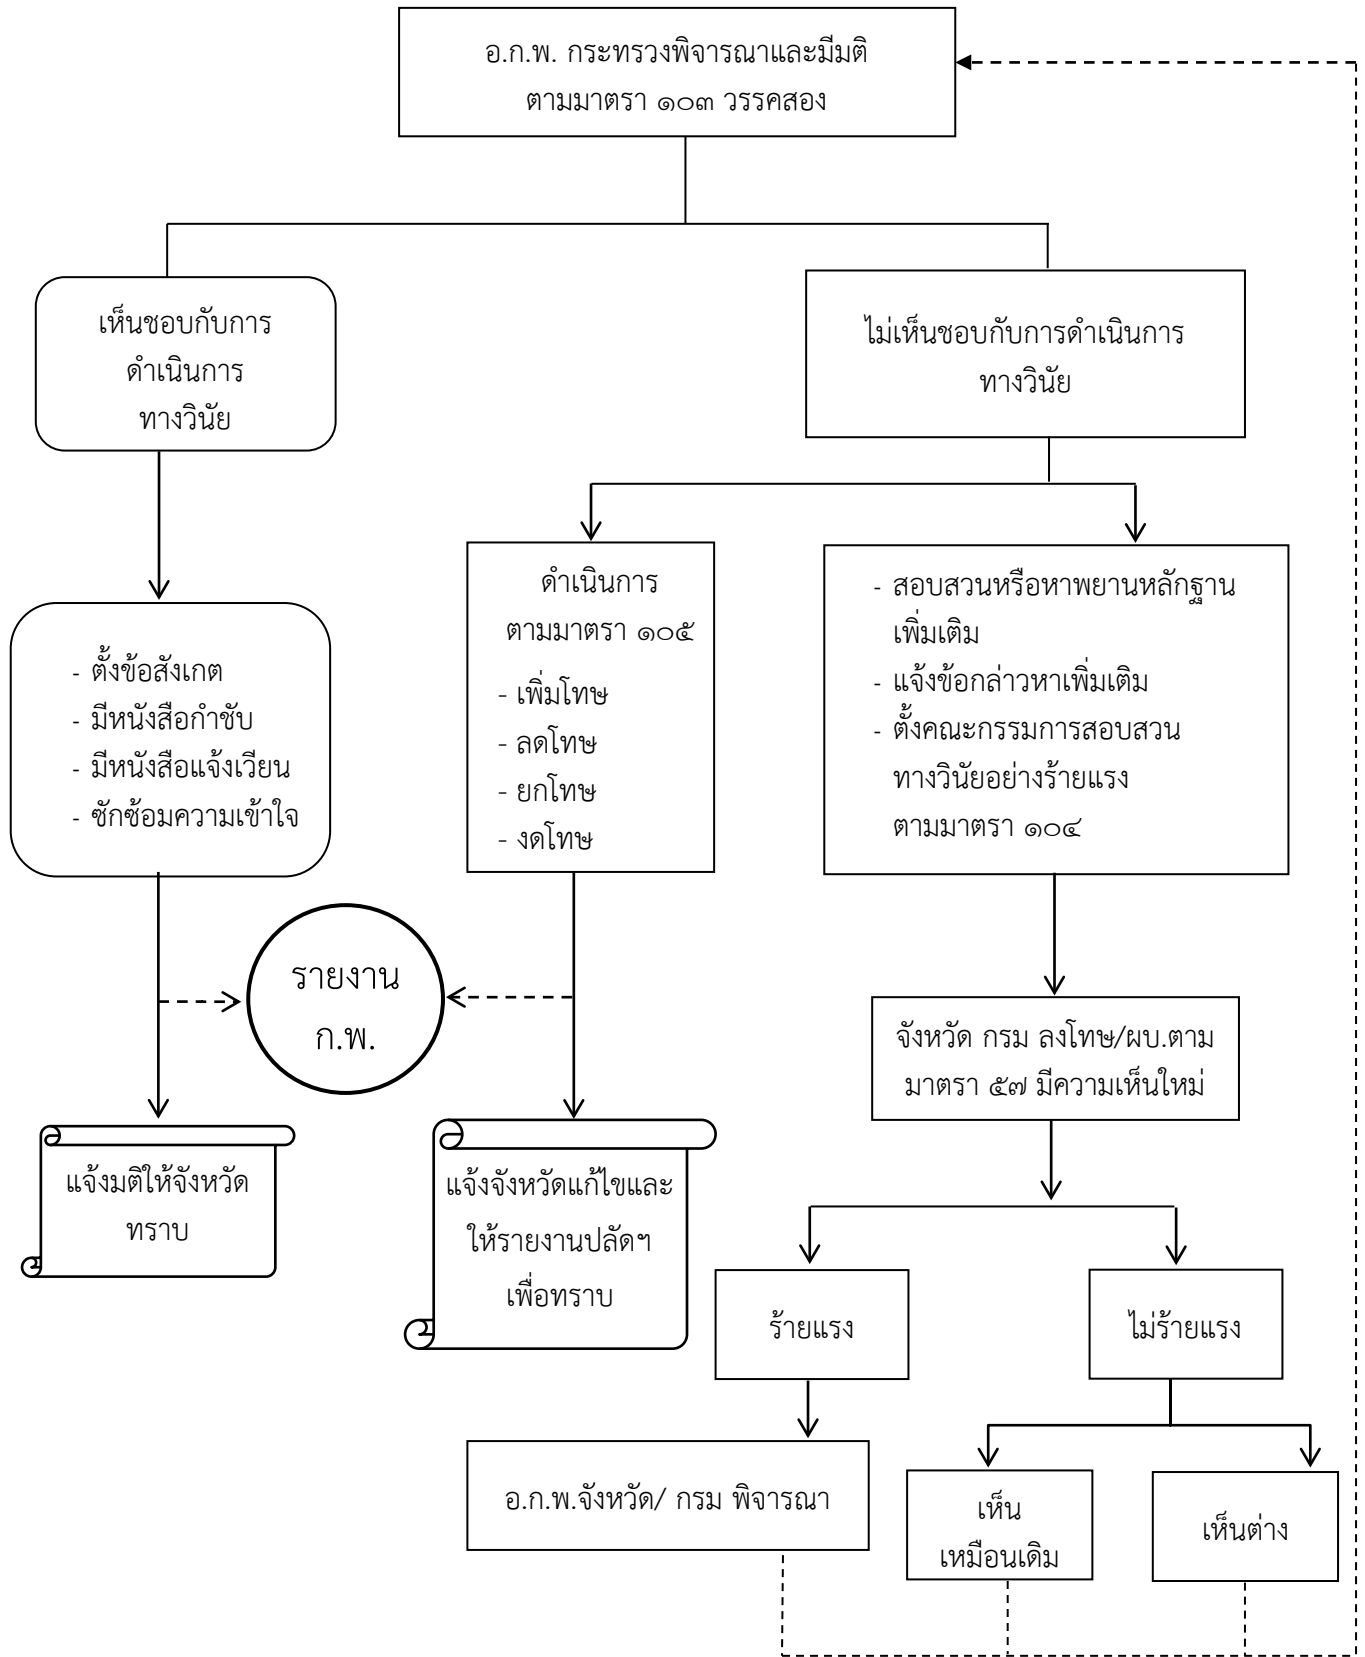 อ.ก.พ. กระทรวงพิจารณาและมีมติ
ตามมาตรา ๑๐๓ วรรคสอง
เห็นชอบกับการ
ดำเนินการ
ทางวินัย
ไม่เห็นชอบกับการดำเนินการ
ทางวินัย
- ตั้งข้อสังเกต
- มีหนังสือกำชับ
- มีหนังสือแจ้งเวียน
- ซักซ้อมความเข้าใจ
ดำเนินการ
ตามมาตรา ๑๐๕
- เพิ่มโทษ
- ลดโทษ
- ยกโทษ
- งดโทษ
- สอบสวนหรือหาพยานหลักฐาน
เพิ่มเติม
- แจ้งข้อกล่าวหาเพิ่มเติม
- ตั้งคณะกรรมการสอบสวน
ทางวินัยอย่างร้ายแรง
ตามมาตรา ๑๐๔
รายงาน
ก.พ.
จังหวัด กรม ลงโทษ/ผบ.ตาม
มาตรา ๕๗ มีความเห็นใหม่
แจ้งมติให้จังหวัด
ทราบ
แจ้งจังหวัดแก้ไขและ
ให้รายงานปลัดฯ
เพื่อทราบ
ร้ายแรง
ไม่ร้ายแรง
อ.ก.พ.จังหวัด/ กรม พิจารณา
เห็น
เหมือนเดิม
เห็นต่าง